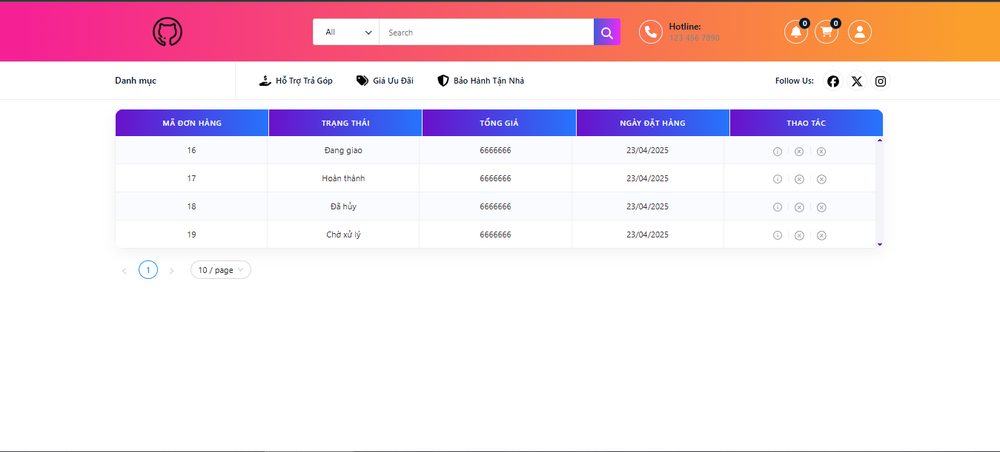 All Search Hotline: 0 0
123 456 7890
Danh mục Hỗ Trợ Trả Góp Giá Ưu Đãi Bảo Hành Tận Nhà Follow Us:
MÃ ĐƠN HÀNG TRẠNG THÁI TỔNG GIÁ NGÀY ĐẶT HÀNG THAO TÁC
16 Đang giao 6666666 23/04/2025
17 Hoàn thành 6666666 23/04/2025
18 Đã hủy 6666666 23/04/2025
19 Chờ xử lý 6666666 23/04/2025
1 10 / page